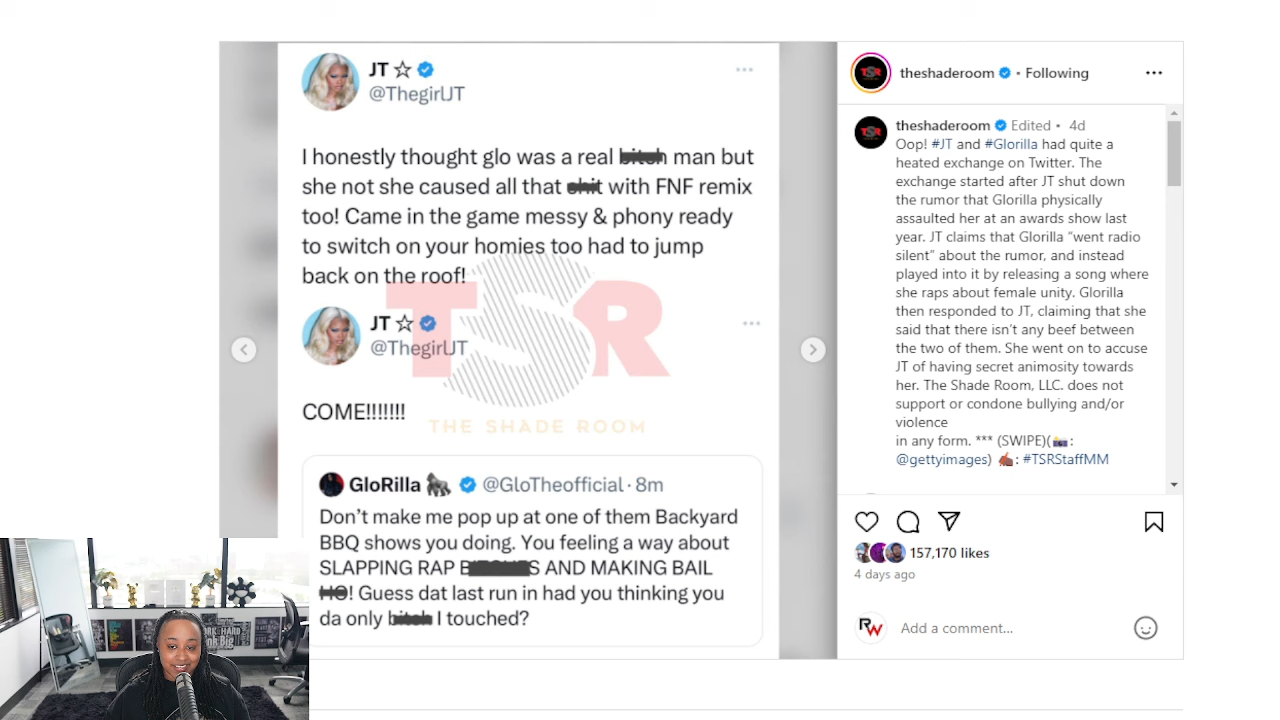 JT ☆
@ThegirlJT
I honestly thought glo was a real bitch man but
she not she caused all that shit with FNF remix
too! Came in the game messy & phony ready
to switch on your homies too had to jump
back on the roof!
JT ☆
@ThegirlJT
COME!!!!!!!
TSR
THE SHADE ROOM
GloRilla 🦍 @GloTheofficial · 8m
Don’t make me pop up at one of them Backyard
BBQ shows you doing. You feeling a way about
SLAPPING RAP BITCHES AND MAKING BAIL
HO! Guess dat last run in had you thinking you
da only bitch I touched?
TSR
theshaderoom • Following
TSR
theshaderoom Edited • 4d
Oop! #JT and #Glorilla had quite a
heated exchange on Twitter. The
exchange started after JT shut down
the rumor that Glorilla physically
assaulted her at an awards show last
year. JT claims that Glorilla “went radio
silent” about the rumor, and instead
played into it by releasing a song where
she raps about female unity. Glorilla
then responded to JT, claiming that she
said that there isn’t any beef between
the two of them. She went on to accuse
JT of having secret animosity towards
her. The Shade Room, LLC. does not
support or condone bullying and/or
violence
in any form. *** (SWIPE)(📸:
@gettyimages) ✍🏾: #TSRStaffMM
157,170 likes
4 days ago
RW
Add a comment...